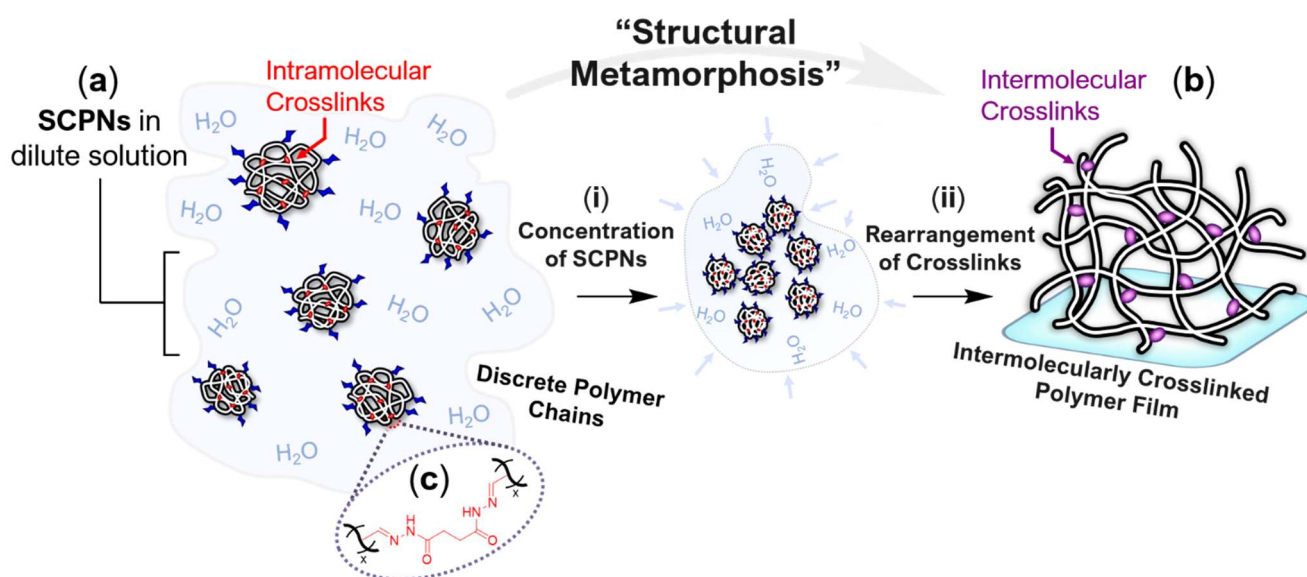 “Structural
Metamorphosis”
(a)
SCPNs in
dilute solution
Intramolecular
Crosslinks
H₂O
H₂O
H₂O
H₂O
H₂O
H₂O
H₂O
H₂O
H₂O
H₂O
Discrete Polymer
Chains
(i)
Concentration
of SCPNs
H₂O
H₂O
H₂O
H₂O
H₂O
H₂O
(ii)
Rearrangement
of Crosslinks
Intermolecular
Crosslinks
(b)
Intermolecularly Crosslinked
Polymer Film
(c)
x
N
H
N
O
O
HN
N
x